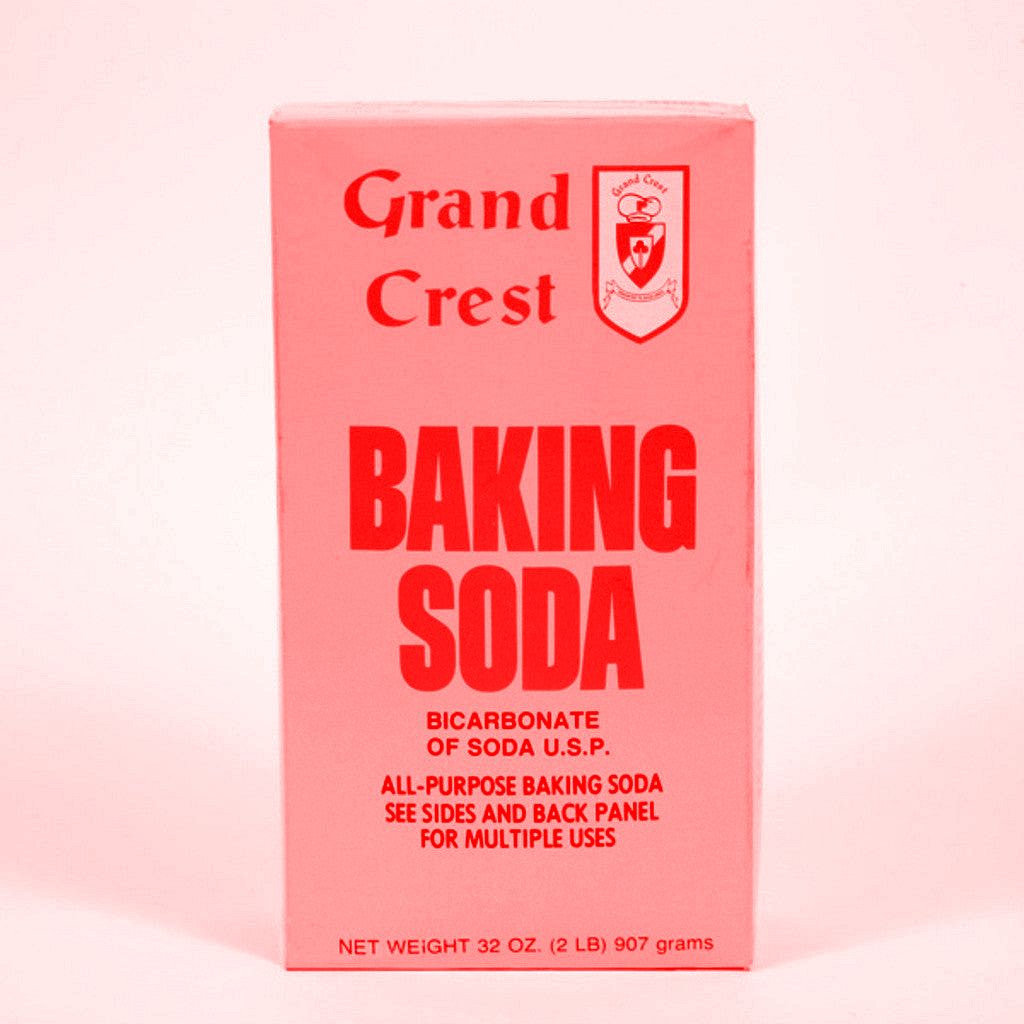 Grand
Crest
Grand Crest
BAKING
SODA
BICARBONATE
OF SODA U.S.P.
ALL-PURPOSE BAKING SODA
SEE SIDES AND BACK PANEL
FOR MULTIPLE USES
NET WEIGHT 32 OZ. (2 LB) 907 grams